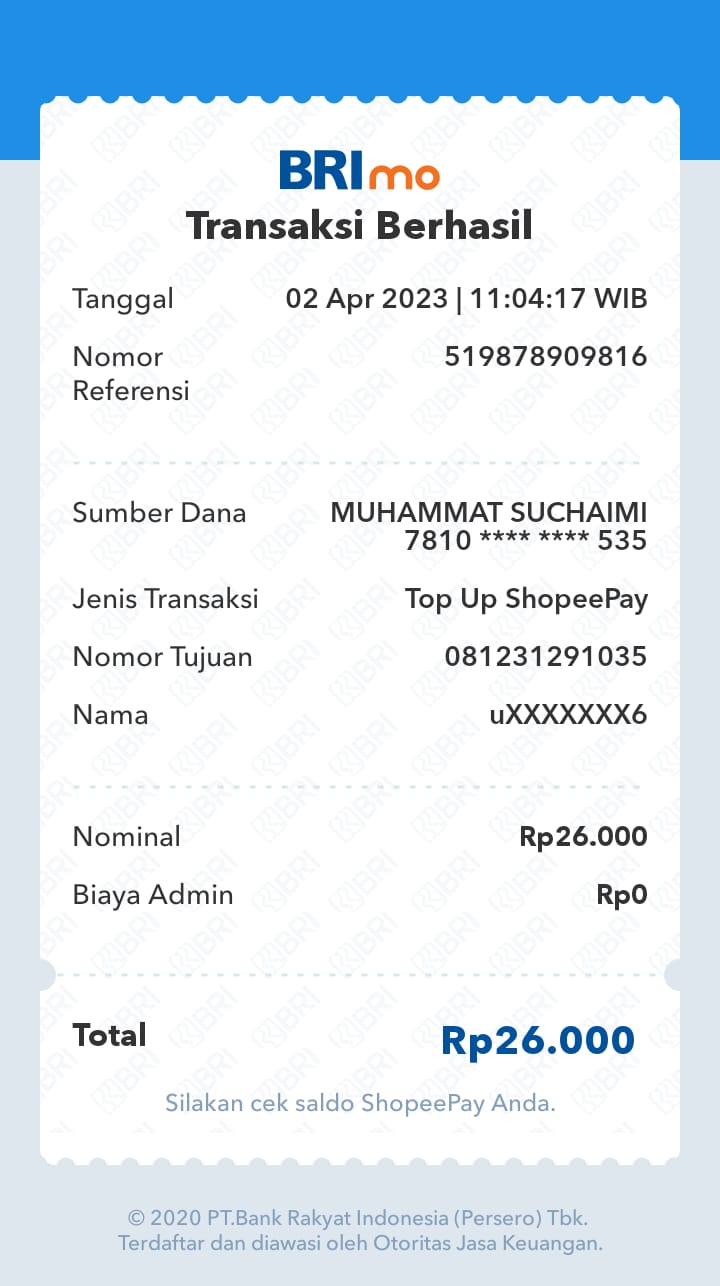 BRImo
Transaksi Berhasil
Tanggal 02 Apr 2023 | 11:04:17 WIB
Nomor Referensi 519878909816
Sumber Dana MUHAMMAT SUCHAIMI
7810 **** **** 535
Jenis Transaksi Top Up ShopeePay
Nomor Tujuan 081231291035
Nama uXXXXXXX6
Nominal Rp26.000
Biaya Admin Rp0
Total Rp26.000
Silakan cek saldo ShopeePay Anda.
© 2020 PT.Bank Rakyat Indonesia (Persero) Tbk.
Terdaftar dan diawasi oleh Otoritas Jasa Keuangan.